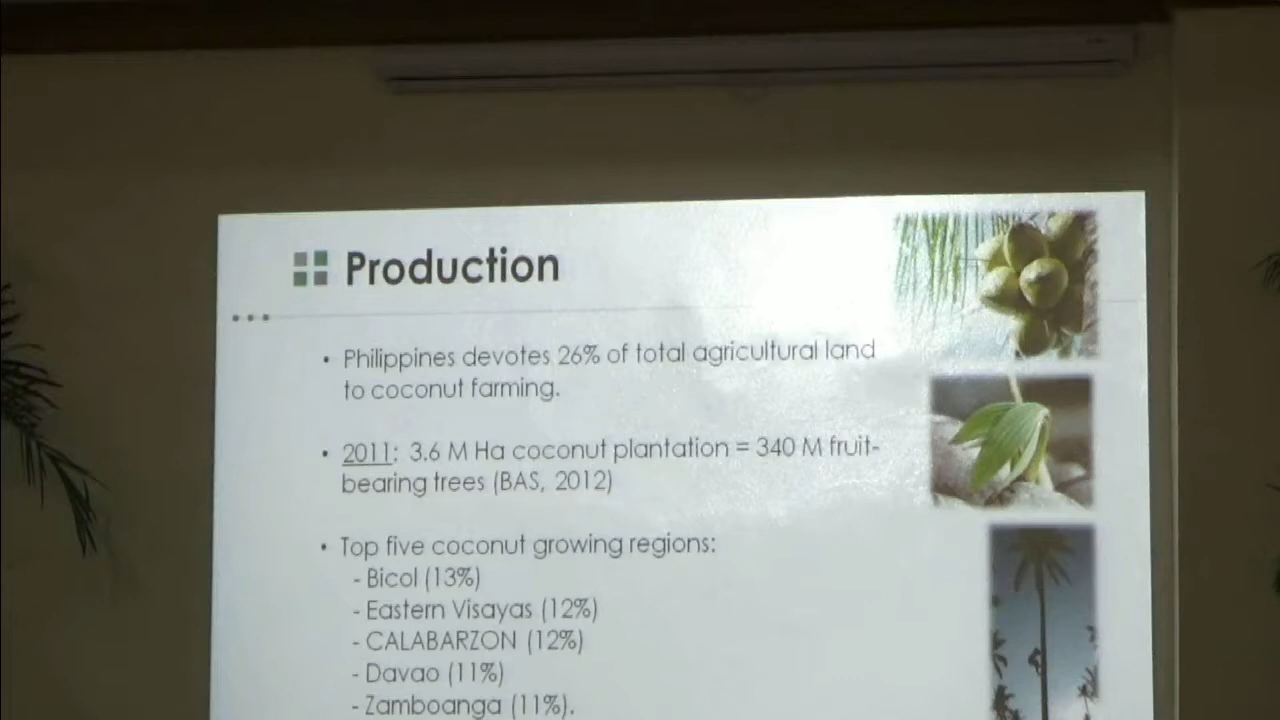 Production
• Philippines devotes 26% of total agricultural land
to coconut farming.
• 2011: 3.6 M Ha coconut plantation = 340 M fruit-
bearing trees (BAS, 2012)
• Top five coconut growing regions:
- Bicol (13%)
- Eastern Visayas (12%)
- CALABARZON (12%)
- Davao (11%)
- Zamboanga (11%).